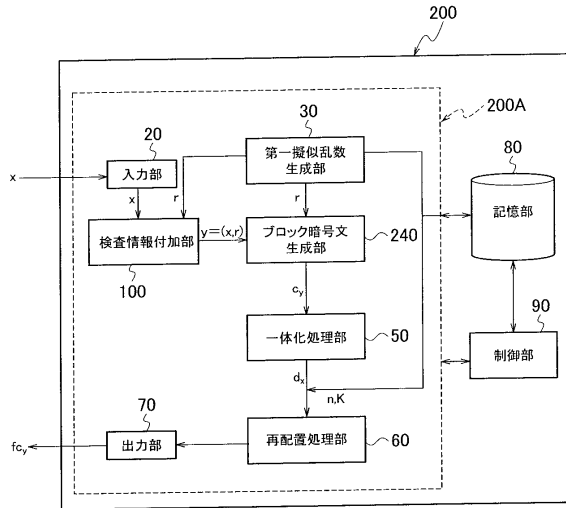 200
200A
30
20
80
第一擬似乱数
生成部
x
入力部
x
r
r
記憶部
検査情報付加部
y=(x,r)
ブロック暗号文
生成部
100
240
cy
90
一体化処理部
50
制御部
dx
n,K
70
fcy
出力部
再配置処理部
60